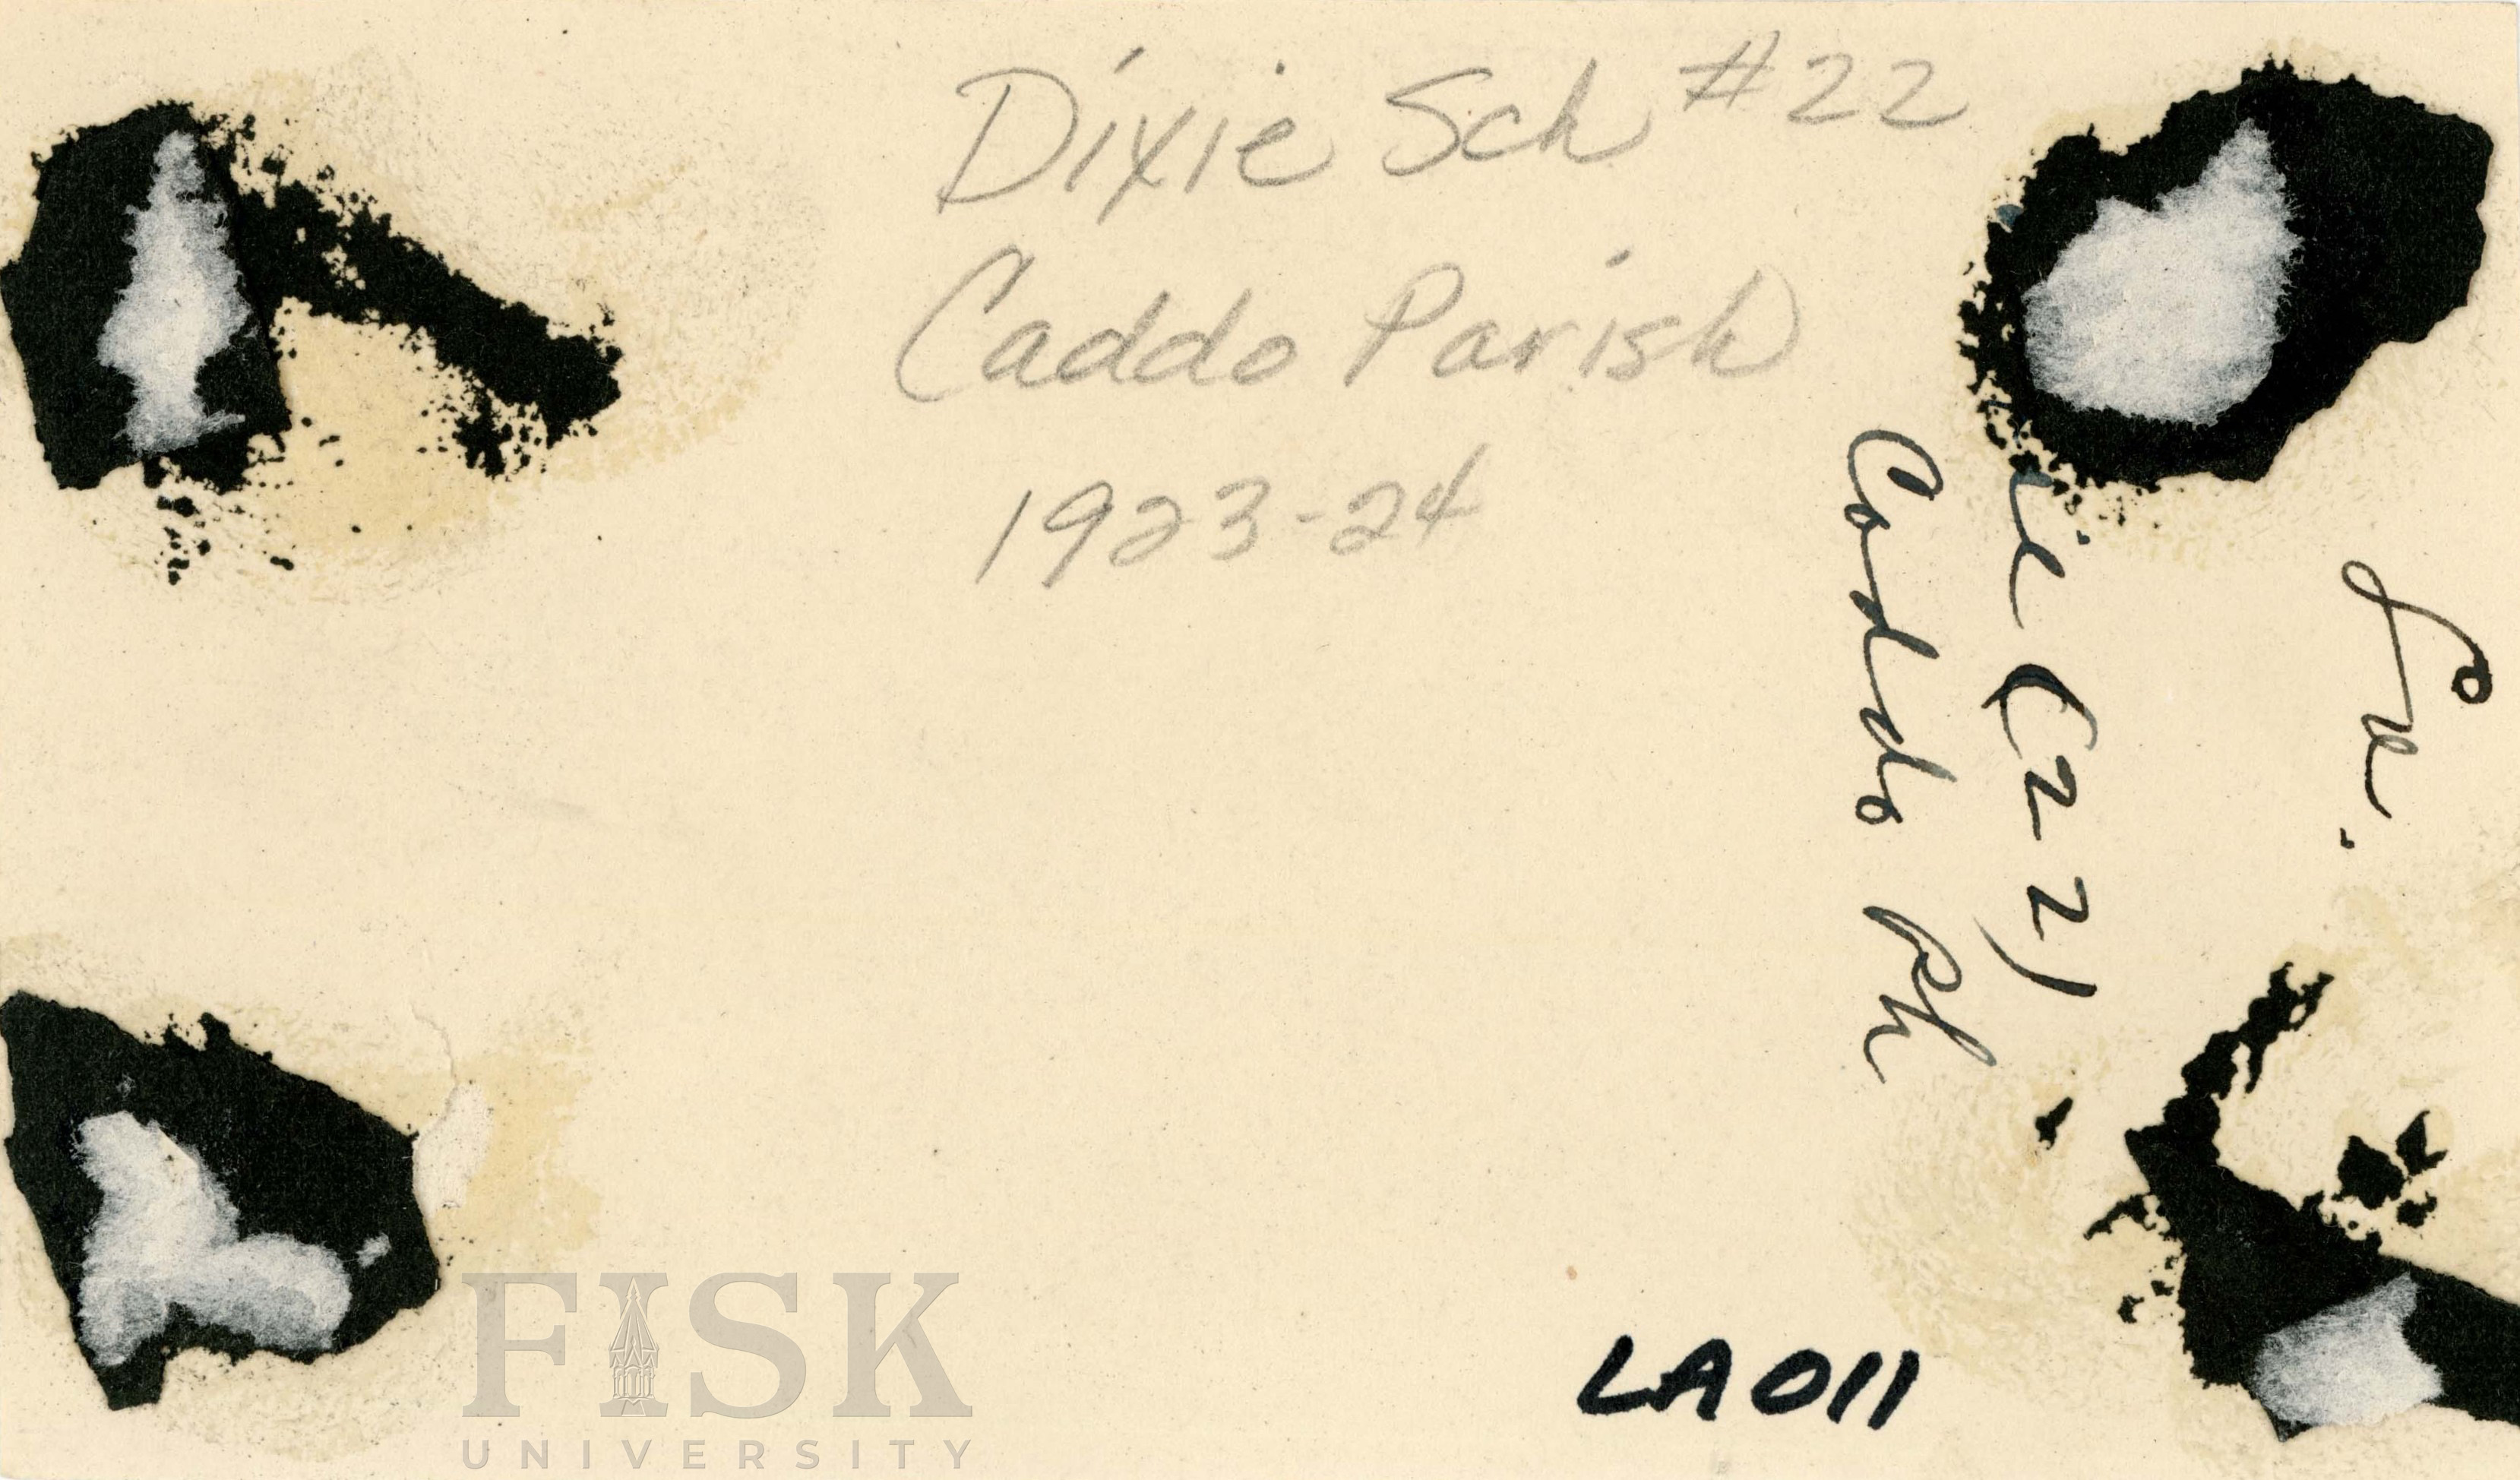 Dixie Sch #22
Caddo Parish
1923-24
La.
ie (22)
Caddo Ph
LA011
FISK
UNIVERSITY